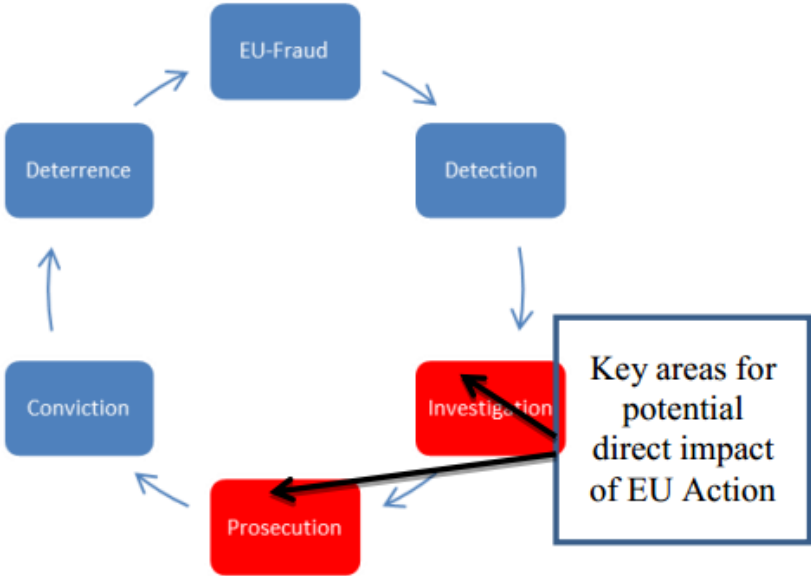 EU-Fraud
Deterrence
Detection
Conviction
Investigation
Prosecution
Key areas for
potential
direct impact
of EU Action